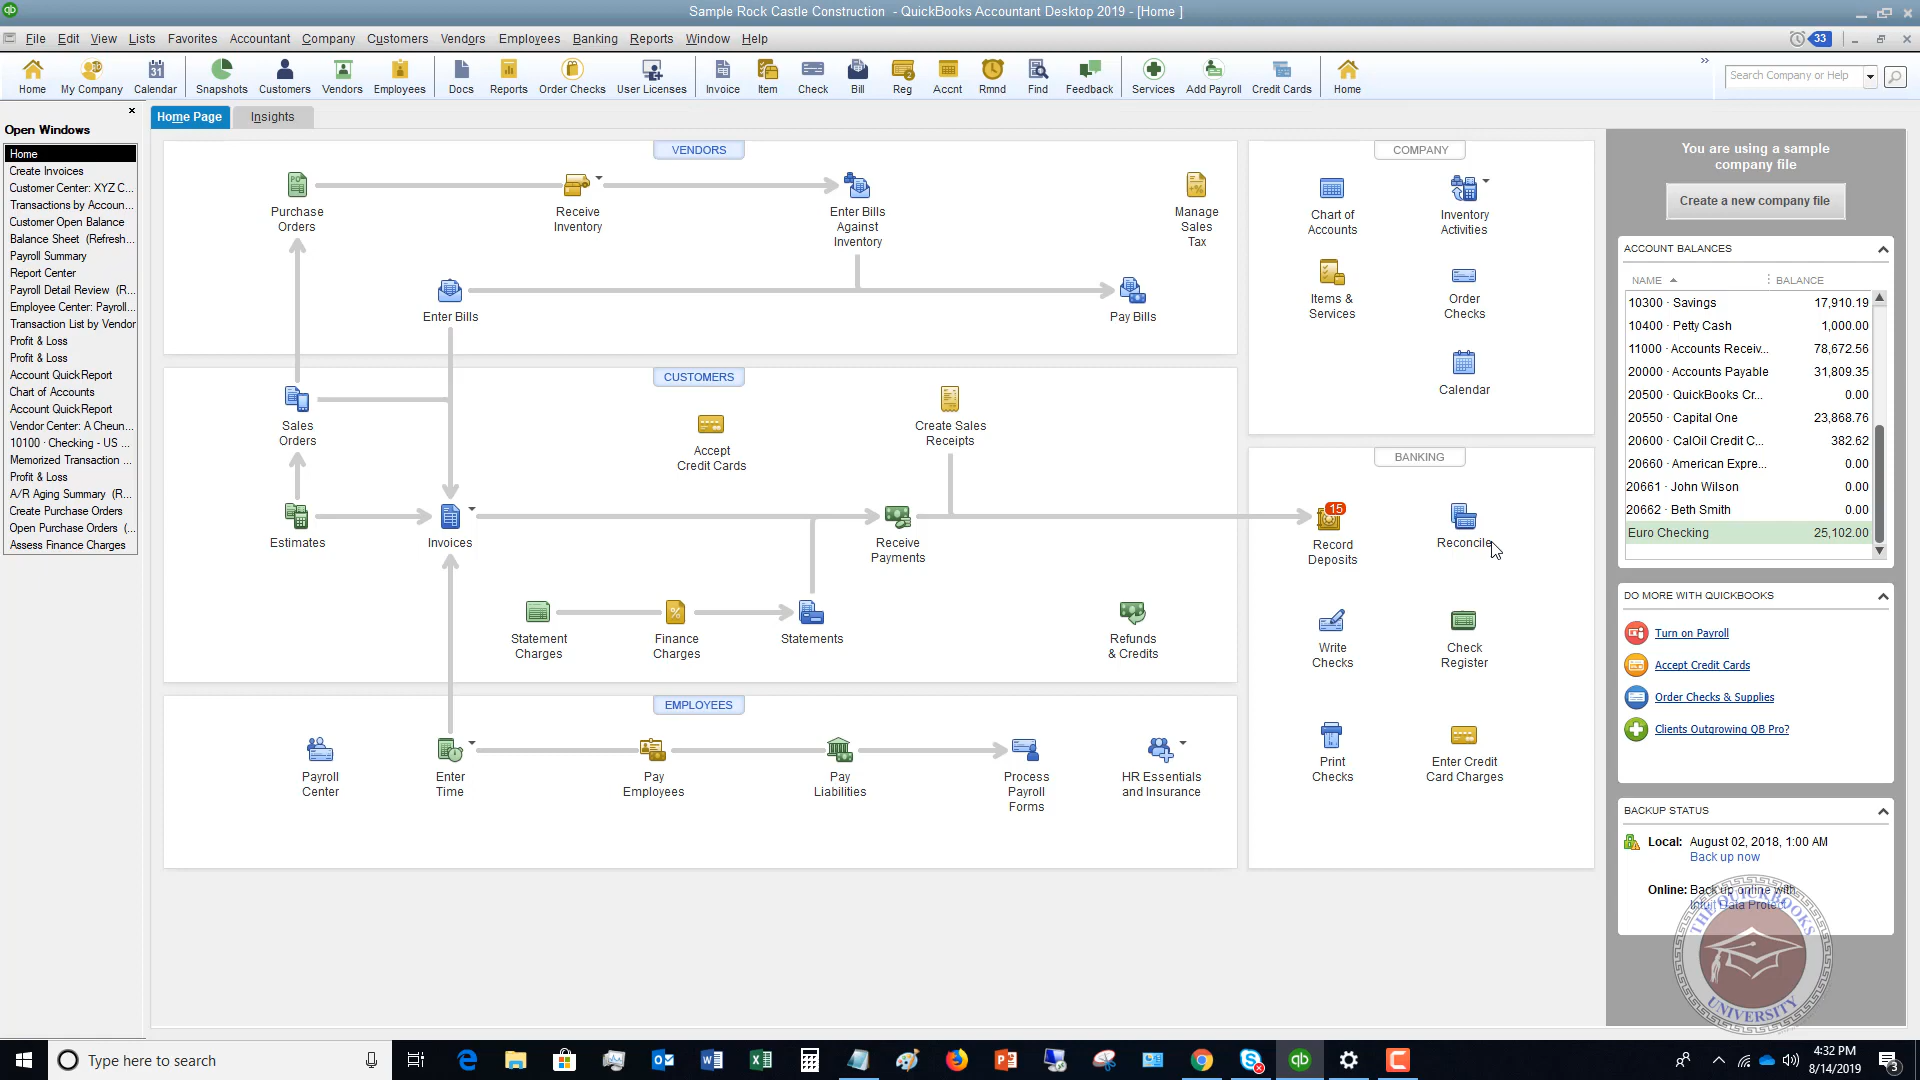 Sample Rock Castle Construction - QuickBooks Accountant Desktop 2019 - [Home ]
File Edit View Lists Favorites Accountant Company Customers Vendors Employees Banking Reports Window Help
33
Home My Company Calendar Snapshots Customers Vendors Employees Docs Reports Order Checks User Licenses Invoice Item Check Bill Reg Accnt Rmnd Find Feedback Services Add Payroll Credit Cards Home
Search Company or Help
Open Windows
Home
Create Invoices
Customer Center: XYZ C...
Transactions by Accoun...
Customer Open Balance
Balance Sheet (Refresh...
Payroll Summary
Report Center
Payroll Detail Review (R...
Employee Center: Payroll...
Transaction List by Vendor
Profit & Loss
Profit & Loss
Account QuickReport
Chart of Accounts
Account QuickReport
Vendor Center: A Cheun...
10100 · Checking - US ...
Memorized Transaction ...
Profit & Loss
A/R Aging Summary (R...
Create Purchase Orders
Open Purchase Orders (...
Assess Finance Charges
Home Page Insights
VENDORS
Purchase
Orders
Receive
Inventory
Enter Bills
Against
Inventory
Manage
Sales
Tax
Enter Bills
Pay Bills
CUSTOMERS
Sales
Orders
Accept
Credit Cards
Create Sales
Receipts
Estimates
Invoices
Receive
Payments
Statement
Charges
Finance
Charges
Statements
Refunds
& Credits
EMPLOYEES
Payroll
Center
Enter
Time
Pay
Employees
Pay
Liabilities
Process
Payroll
Forms
HR Essentials
and Insurance
COMPANY
Chart of
Accounts
Inventory
Activities
Items &
Services
Order
Checks
Calendar
BANKING
15
Record
Deposits
Reconcile
Write
Checks
Check
Register
Print
Checks
Enter Credit
Card Charges
You are using a sample
company file
Create a new company file
ACCOUNT BALANCES
NAME BALANCE
10300 · Savings 17,910.19
10400 · Petty Cash 1,000.00
11000 · Accounts Receiv... 78,672.56
20000 · Accounts Payable 31,809.35
20500 · QuickBooks Cr... 0.00
20550 · Capital One 23,868.76
20600 · CalOil Credit C... 382.62
20660 · American Expre... 0.00
20661 · John Wilson 0.00
20662 · Beth Smith 0.00
Euro Checking 25,102.00
DO MORE WITH QUICKBOOKS
Turn on Payroll
Accept Credit Cards
Order Checks & Supplies
Clients Outgrowing QB Pro?
BACKUP STATUS
Local: August 02, 2018, 1:00 AM
Back up now
Online: Back up online with
Intuit Data Protect
THE QUICKBOOKS
UNIVERSITY
Type here to search
4:32 PM
8/14/2019
3